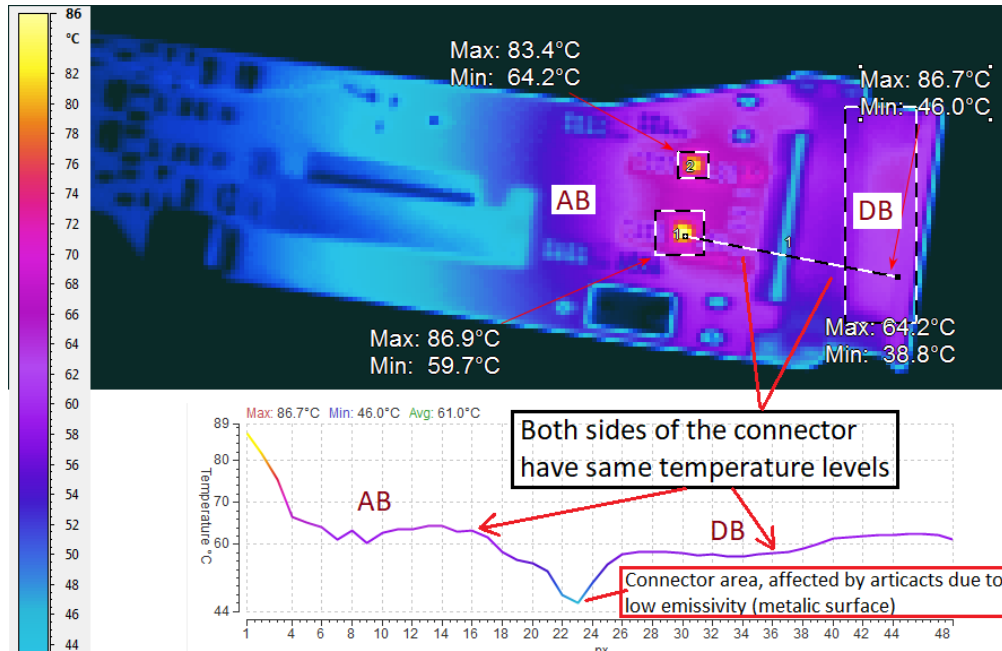 86
°C
82
80
78
76
74
72
70
68
66
64
62
60
58
56
54
52
50
48
46
44
Max: 83.4°C
Min: 64.2°C
Max: 86.7°C
Min: 46.0°C
2
AB
DB
1
1
Max: 86.9°C
Min: 59.7°C
Max: 64.2°C
Min: 38.8°C
Max: 86.7°C Min: 46.0°C Avg: 61.0°C
Both sides of the connector
have same temperature levels
89
80
70
60
44
Temperature °C
AB
DB
Connector area, affected by articacts due to
low emissivity (metalic surface)
1 4 6 8 10 12 14 16 18 20 22 24 26 28 30 32 34 36 38 40 42 44 48
px